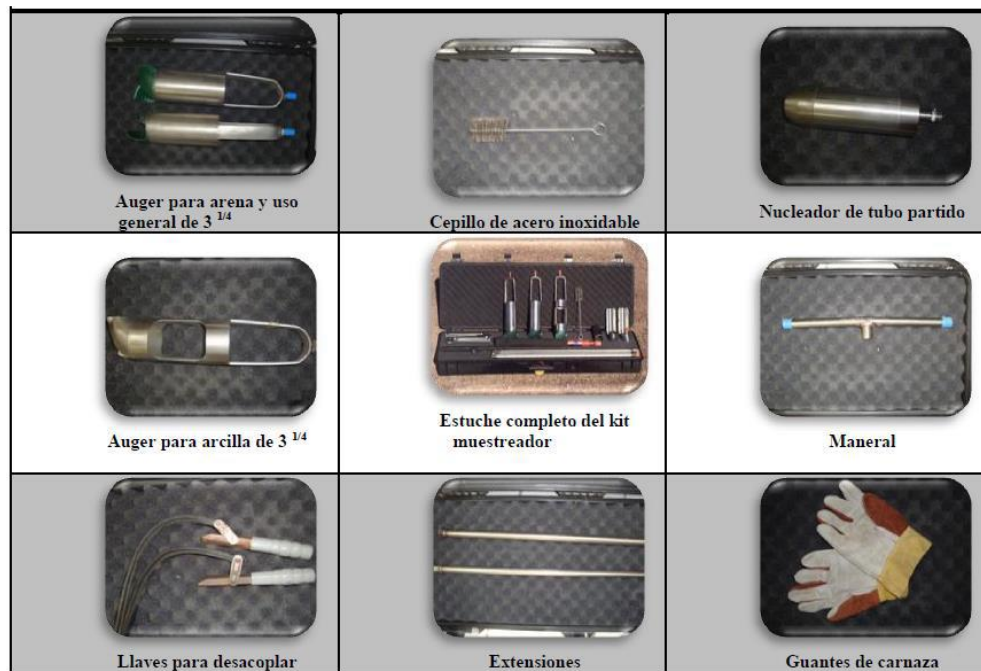 Auger para arena y uso
general de 3 1/4
Cepillo de acero inoxidable
Nucleador de tubo partido
Auger para arcilla de 3 1/4
Estuche completo del kit
muestreador
Maneral
Llaves para desacoplar
Extensiones
Guantes de carnaza